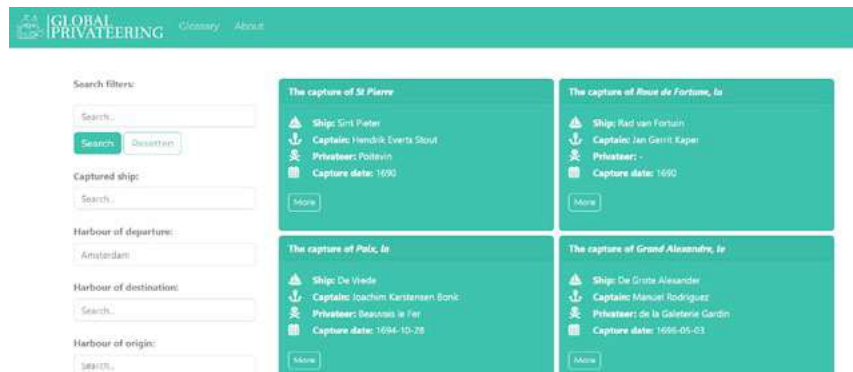 GLOBAL
PRIVATEERING
Glossary About
Search filters:
Search..
Search Resetten
Captured ship:
Search..
Harbour of departure:
Amsterdam
Harbour of destination:
Search..
Harbour of origin:
Search..
The capture of St Pierre
Ship: Sint Pieter
Captain: Hendrik Everts Stout
Privateer: Poitevin
Capture date: 1690
More
The capture of Roue de Fortune, la
Ship: Rad van Fortuin
Captain: Jan Gerrit Kaper
Privateer: -
Capture date: 1690
More
The capture of Paix, la
Ship: De Vrede
Captain: Joachim Karstensen Bonk
Privateer: Beauvais le Fer
Capture date: 1694-10-28
More
The capture of Grand Alexandre, le
Ship: De Grote Alexander
Captain: Manuel Rodriguez
Privateer: de la Galeterie Gardin
Capture date: 1696-05-03
More